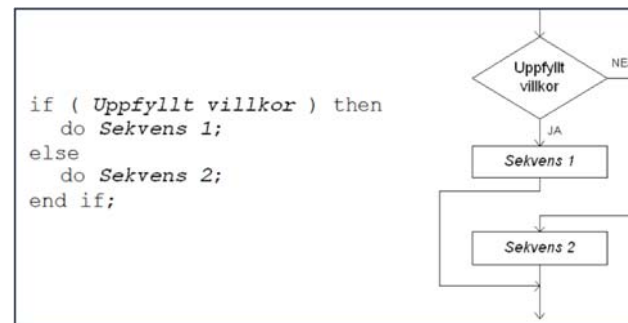 if ( Uppfyllt villkor ) then
do Sekvens 1;
else
do Sekvens 2;
end if;
Uppfyllt
villkor
JA
Sekvens 1
Sekvens 2